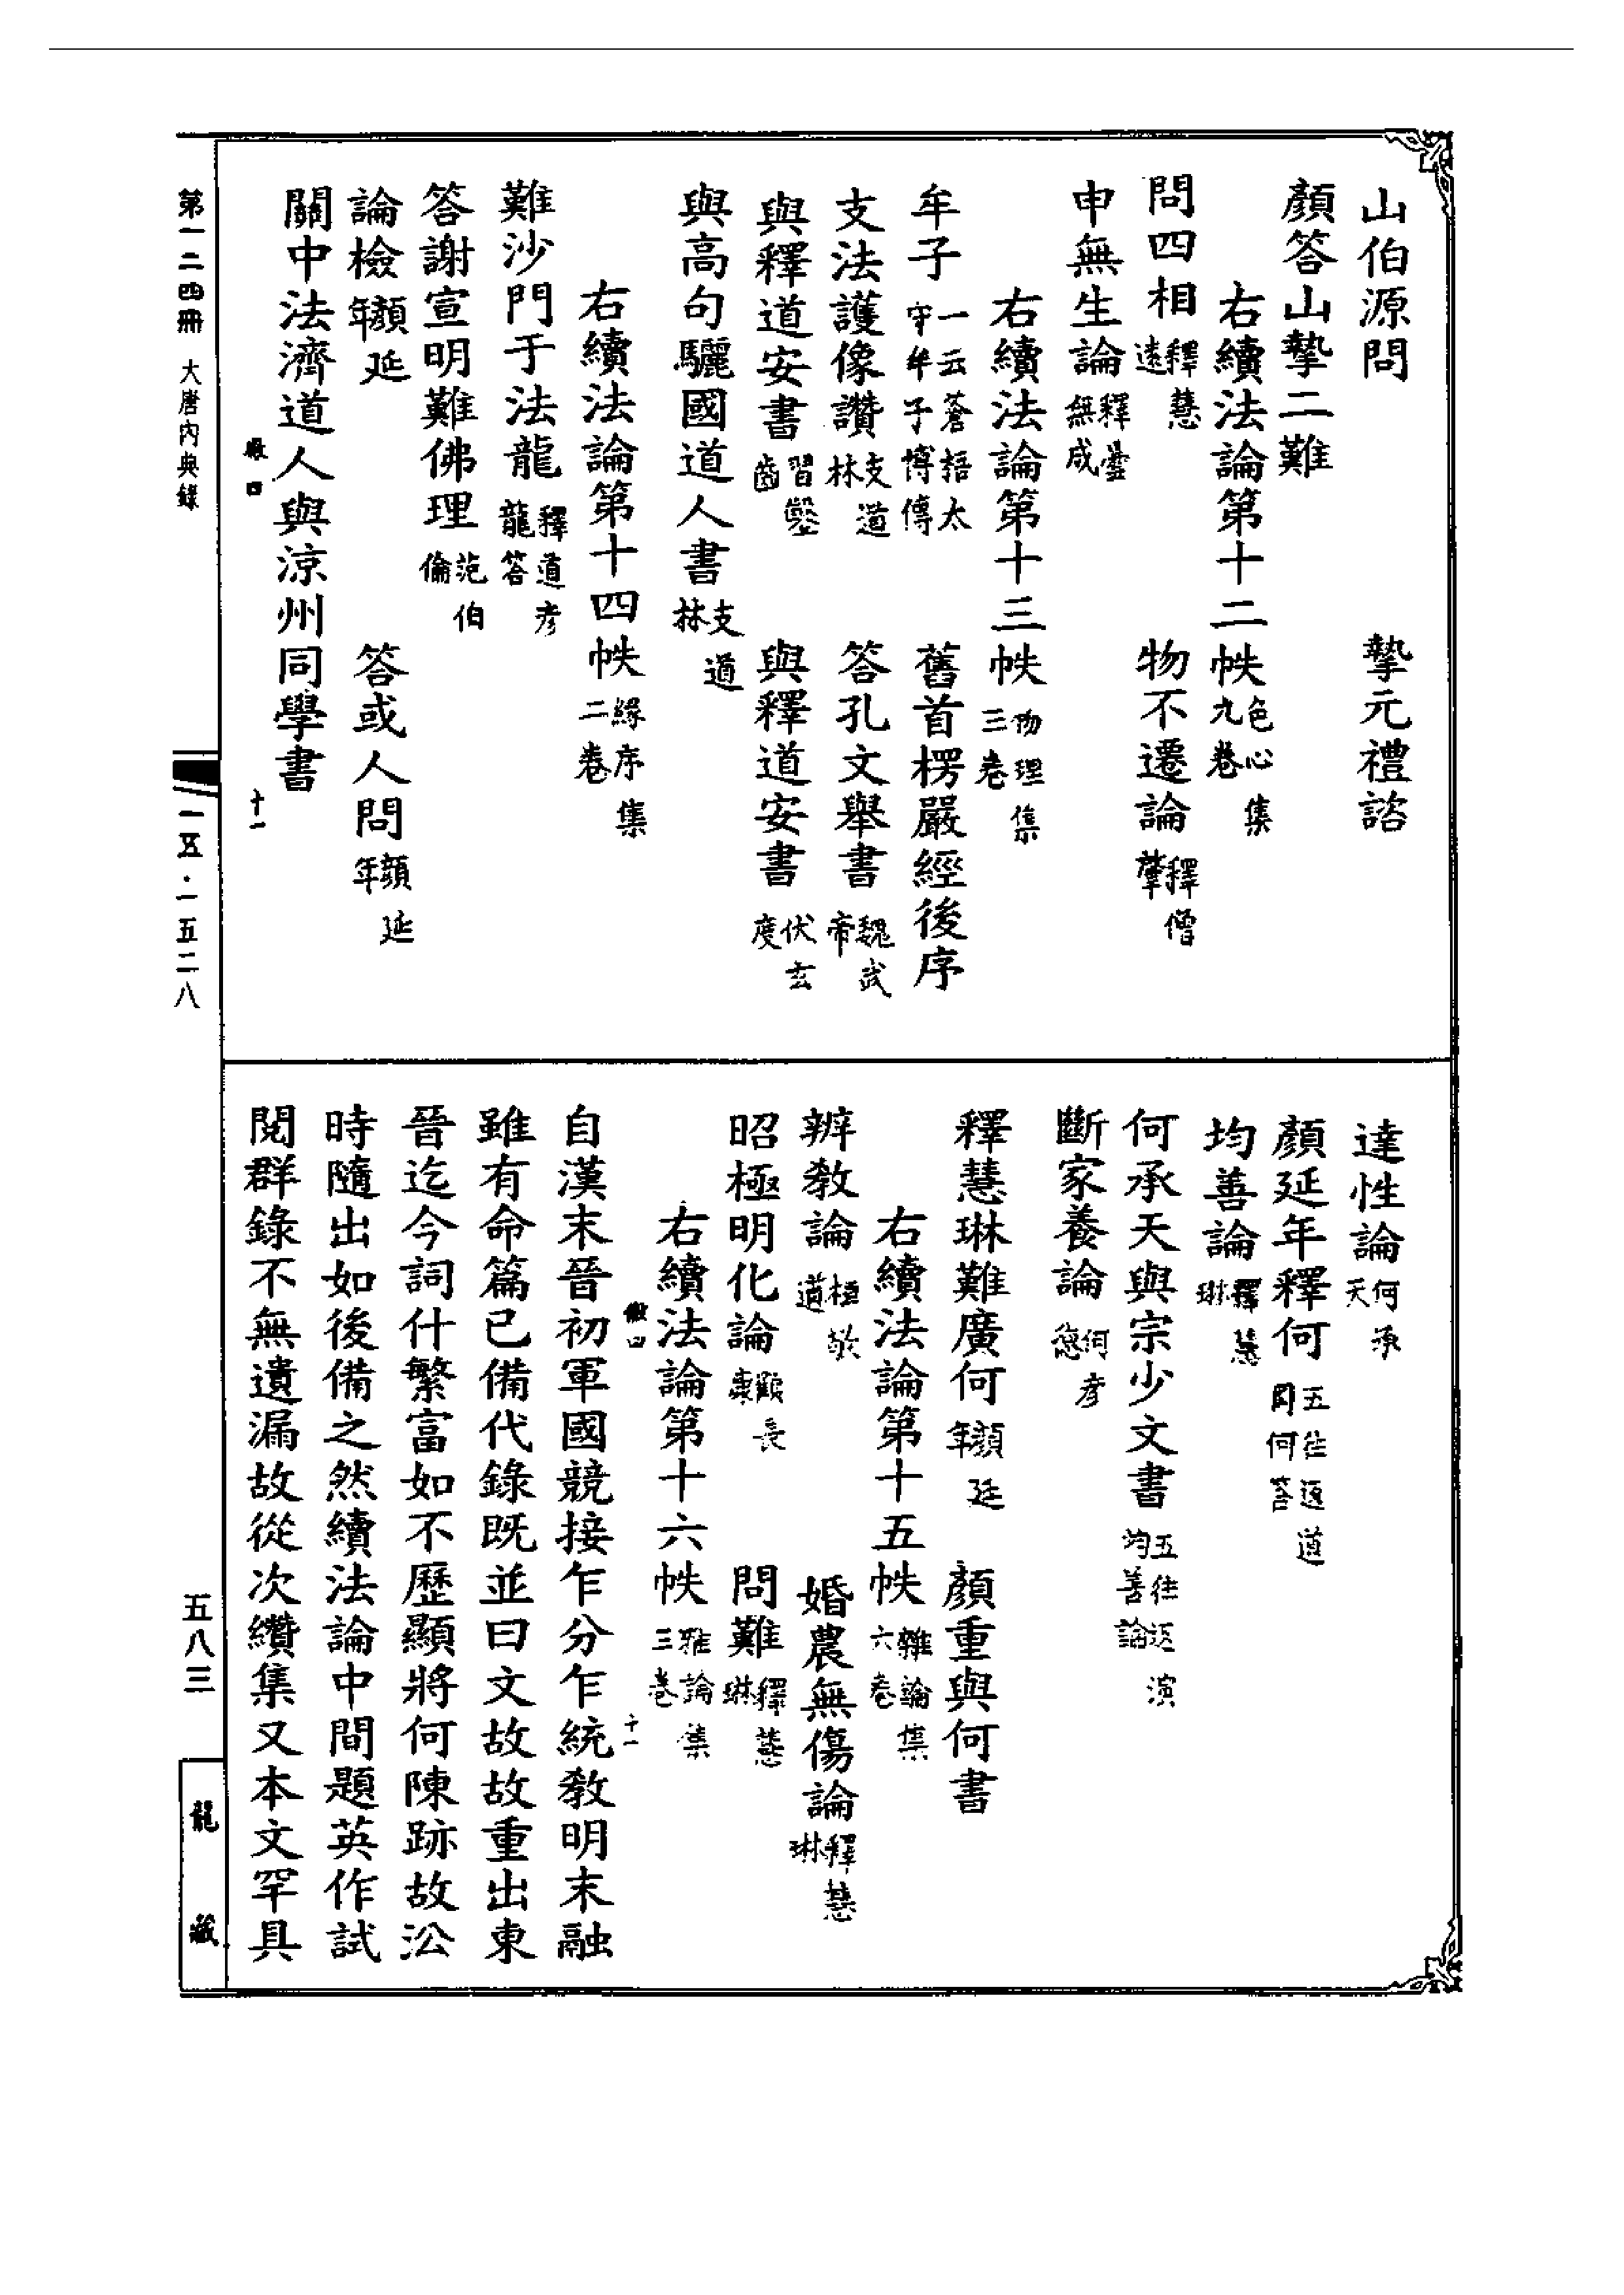 山伯源問　摯元禮諮
顏答山摯二難
右續法論第十二帙色心集九卷
問四相釋慧遠　物不遷論釋僧肇
申無生論釋曇無成
右續法論第十三帙物理集三卷
牟子一云蒼梧太守牟子博傳　舊首楞嚴經後序
支法護像讚支道林　答孔文舉書魏武帝
與釋道安書習鑿齒　與釋道安書伏玄度
與高句驪國道人書支道林
右續法論第十四帙緣序集二卷
難沙門于法龍釋道彥龍答
答謝宣明難佛理范伯倫
論檢顏延年　答或人問顏延年
關中法濟道人與涼州同學書
十一
達性論何承天
顏延年釋何五往返道同何答
均善論釋慧琳
何承天與宗少文書五往返演均善論
斷家養論何彥德
釋慧琳難廣何顏延年　顏重與何書
右續法論第十五帙雜論集六卷
辨教論桓敬道　婚農無傷論釋慧琳
昭極明化論顧長康　問難釋慧琳
右續法論第十六帙雜論集三卷
十一
自漢末晉初軍國競接乍分乍統教明末融
雖有命篇已備代錄既並曰文故故重出東
晉迄今詞什繁富如不歷顯將何陳跡故沿
時隨出如後備之然續法論中間題英作試
閱群錄不無遺漏故從次纘集又本文罕具
第一二四冊　大唐內典錄
一五·一五二八
五八三
龍藏